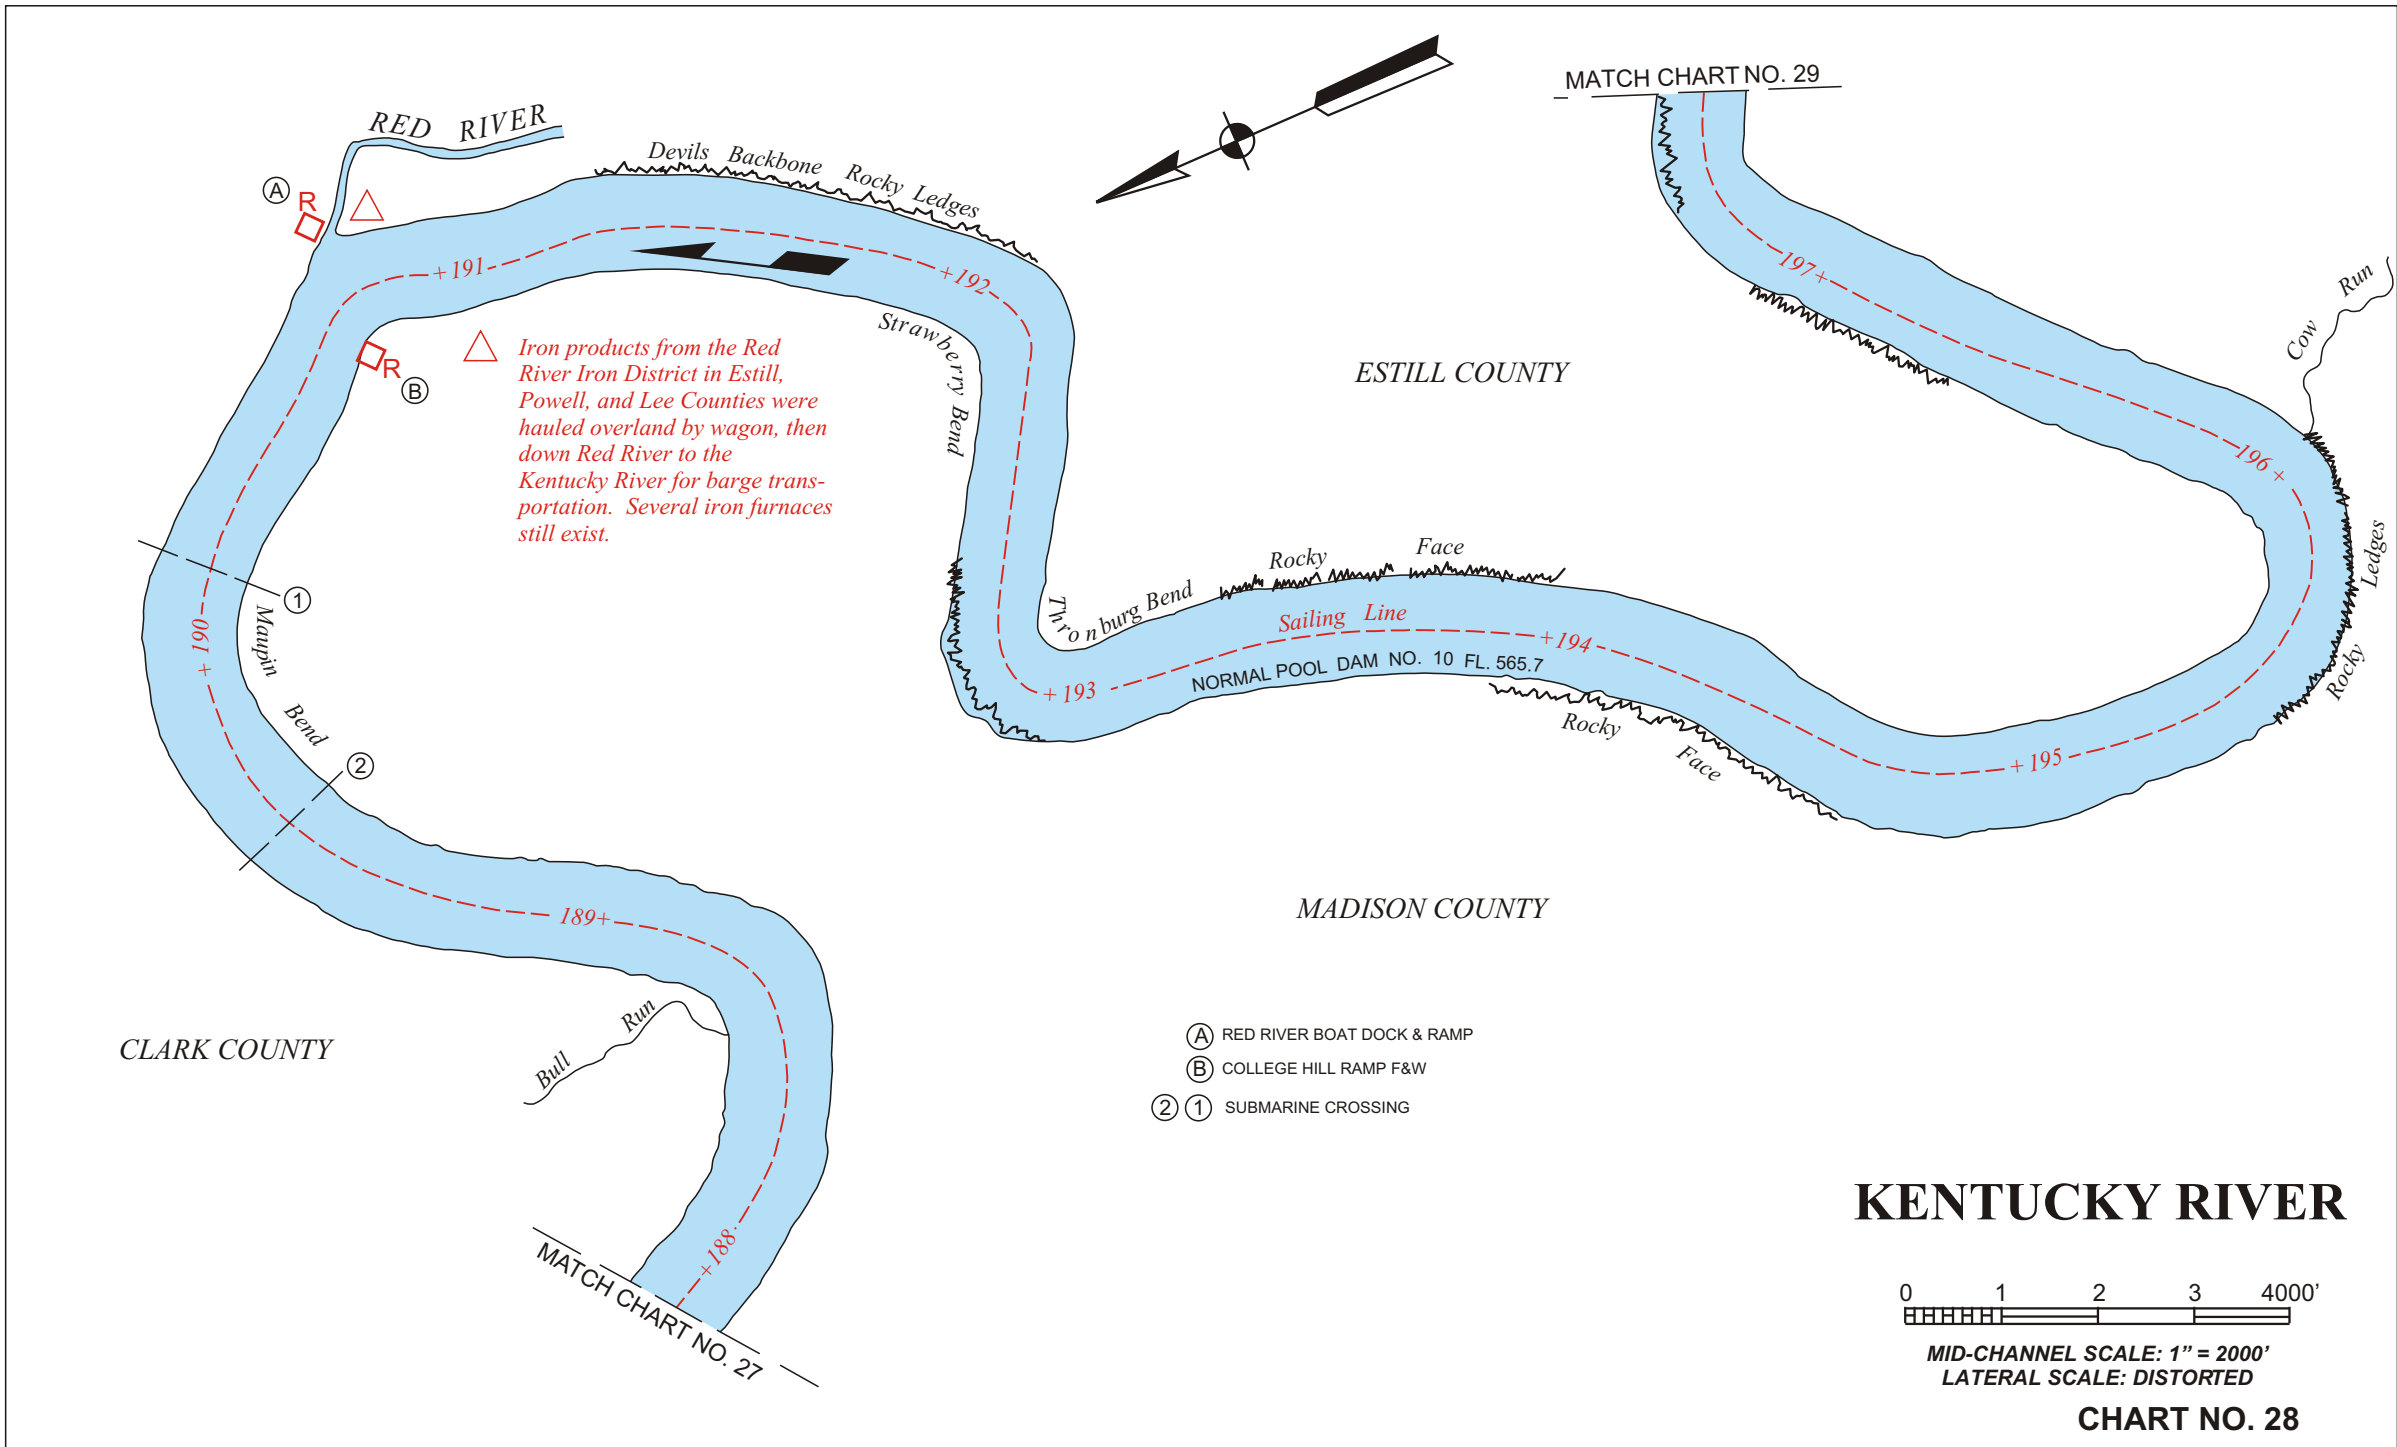 MATCH CHART NO. 29
RED RIVER
Devils Backbone Rocky Ledges
A
R
+191
+192
197+
Cow Run
Strawberry Bend
R
B
Iron products from the Red
River Iron District in Estill,
Powell, and Lee Counties were
hauled overland by wagon, then
down Red River to the
Kentucky River for barge trans-
portation. Several iron furnaces
still exist.
ESTILL COUNTY
196+
Rocky Ledges
Rocky Face
Thronburg Bend
Sailing Line
+194
NORMAL POOL DAM NO. 10 FL. 565.7
+193
Rocky Face
+195
1
+190
Maupin Bend
2
189+
MADISON COUNTY
CLARK COUNTY
Bull Run
+188
MATCH CHART NO. 27
A RED RIVER BOAT DOCK & RAMP
B COLLEGE HILL RAMP F&W
2 1 SUBMARINE CROSSING
KENTUCKY RIVER
0 1 2 3 4000’
MID-CHANNEL SCALE: 1” = 2000’
LATERAL SCALE: DISTORTED
CHART NO. 28